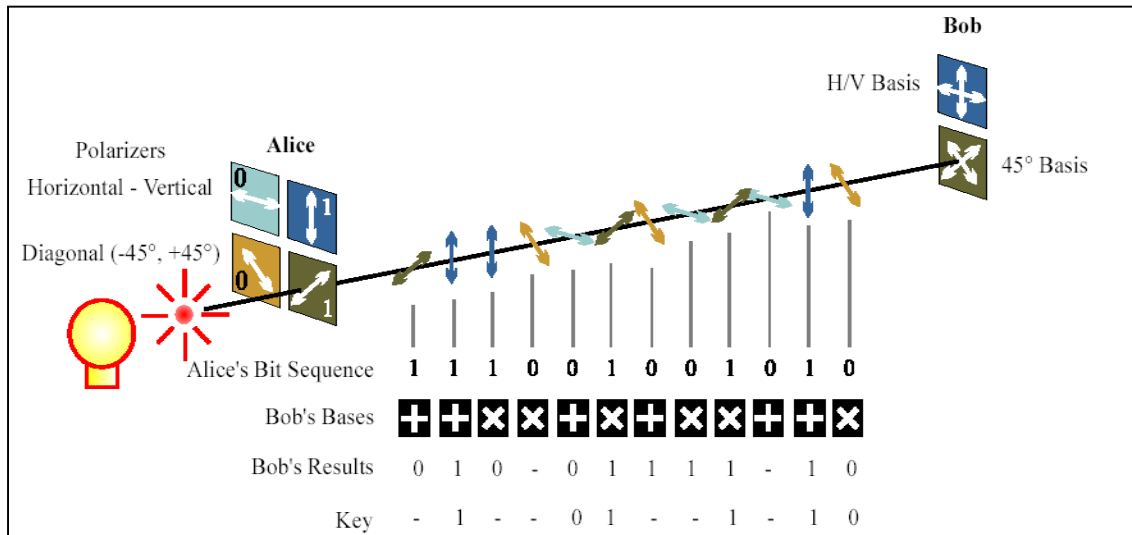 Bob
H/V Basis
45° Basis
Alice
Polarizers
Horizontal - Vertical
0
1
Diagonal (-45°, +45°)
0
1
Alice's Bit Sequence 1 1 1 0 0 1 0 0 1 0 1 0
Bob's Bases + + × × + × + × × + + ×
Bob's Results 0 1 0 - 0 1 1 1 1 - 1 0
Key - 1 - - 0 1 - - 1 - 1 0